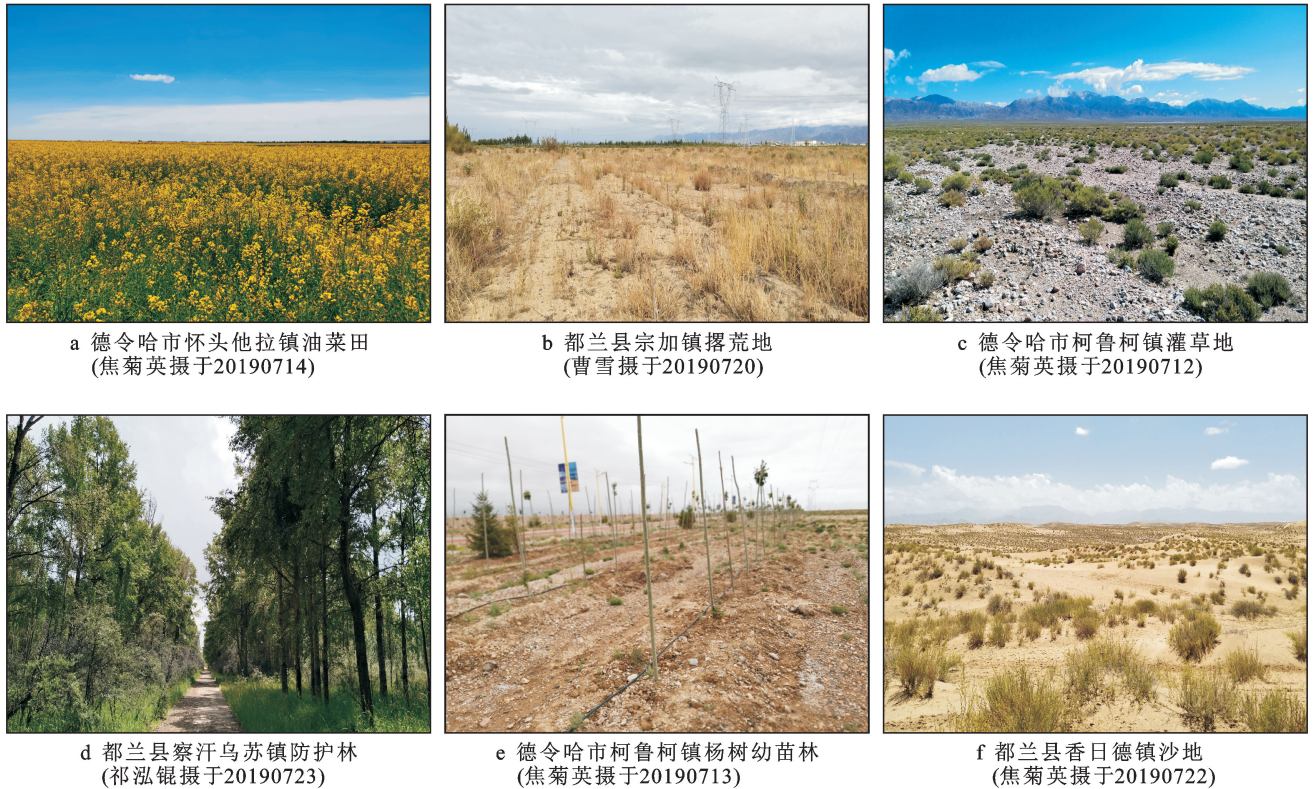 a 德令哈市怀头他拉镇油菜田
(焦菊英摄于20190714)
b 都兰县宗加镇撂荒地
(曹雪摄于20190720)
c 德令哈市柯鲁柯镇灌草地
(焦菊英摄于20190712)
d 都兰县察汗乌苏镇防护林
(祁泓锟摄于20190723)
e 德令哈市柯鲁柯镇杨树幼苗林
(焦菊英摄于20190713)
f 都兰县香日德镇沙地
(焦菊英摄于20190722)